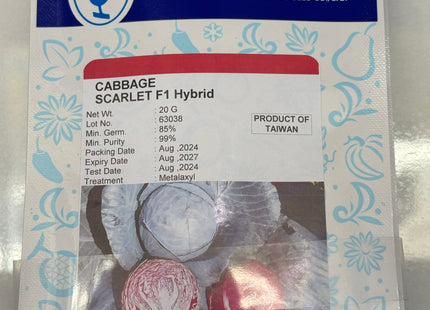 CABBAGE
SCARLET F1 Hybrid
Net Wt. : 20 G
Lot No. : 63038
Min. Germ. : 85%
Min. Purity : 99%
Packing Date : Aug ,2024
Expiry Date : Aug ,2027
Test Date : Aug ,2024
Treatment : Metalaxyl
PRODUCT OF
TAIWAN